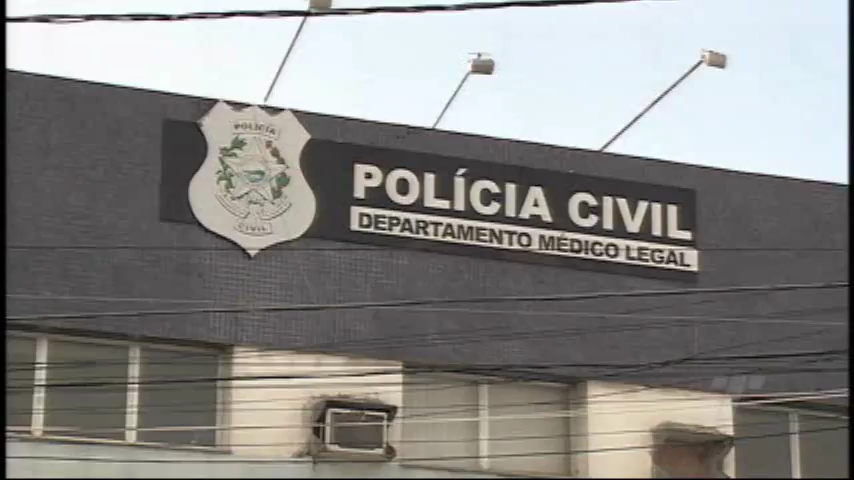 POLÍCIA
CIVIL
POLÍCIA CIVIL
DEPARTAMENTO MÉDICO LEGAL